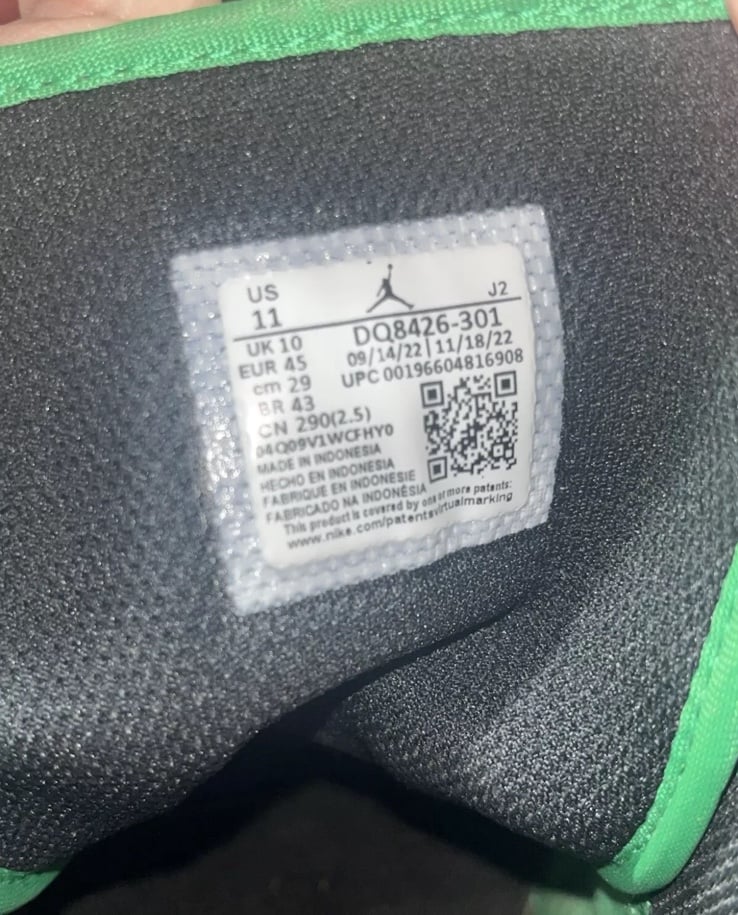 US
11
J2
DQ8426-301
UK 10
09/14/22 | 11/18/22
EUR 45
UPC 00196604816908
cm 29
BR 43
CN 290(2.5)
04Q09V1WCFHY0
MADE IN INDONESIA
HECHO EN INDONESIA
FABRIQUE EN INDONESIE
FABRICADO NA INDONÉSIA
This product is covered by one or more patents:
www.nike.com/patentsvirtualmarking